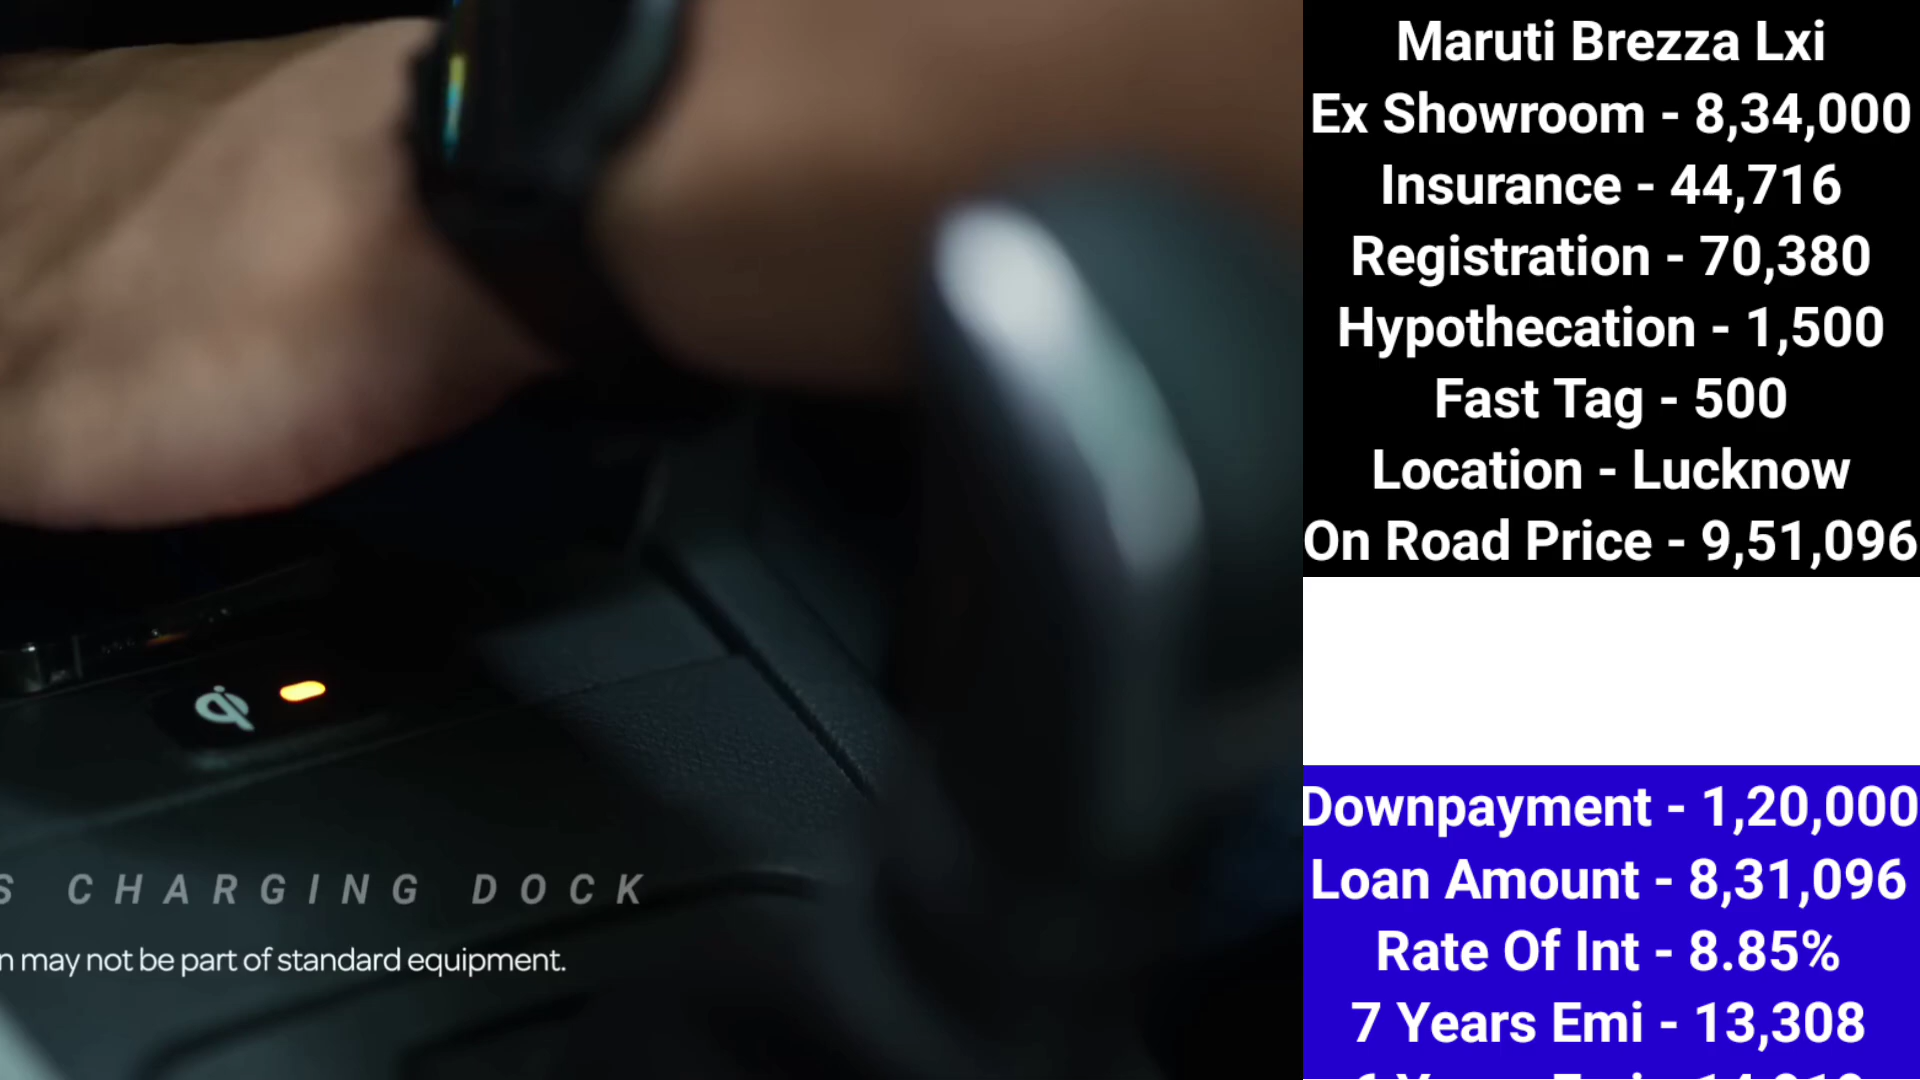 CHARGING DOCK
may not be part of standard equipment.
Maruti Brezza Lxi
Ex Showroom - 8,34,000
Insurance - 44,716
Registration - 70,380
Hypothecation - 1,500
Fast Tag - 500
Location - Lucknow
On Road Price - 9,51,096
Downpayment - 1,20,000
Loan Amount - 8,31,096
Rate Of Int - 8.85%
7 Years Emi - 13,308